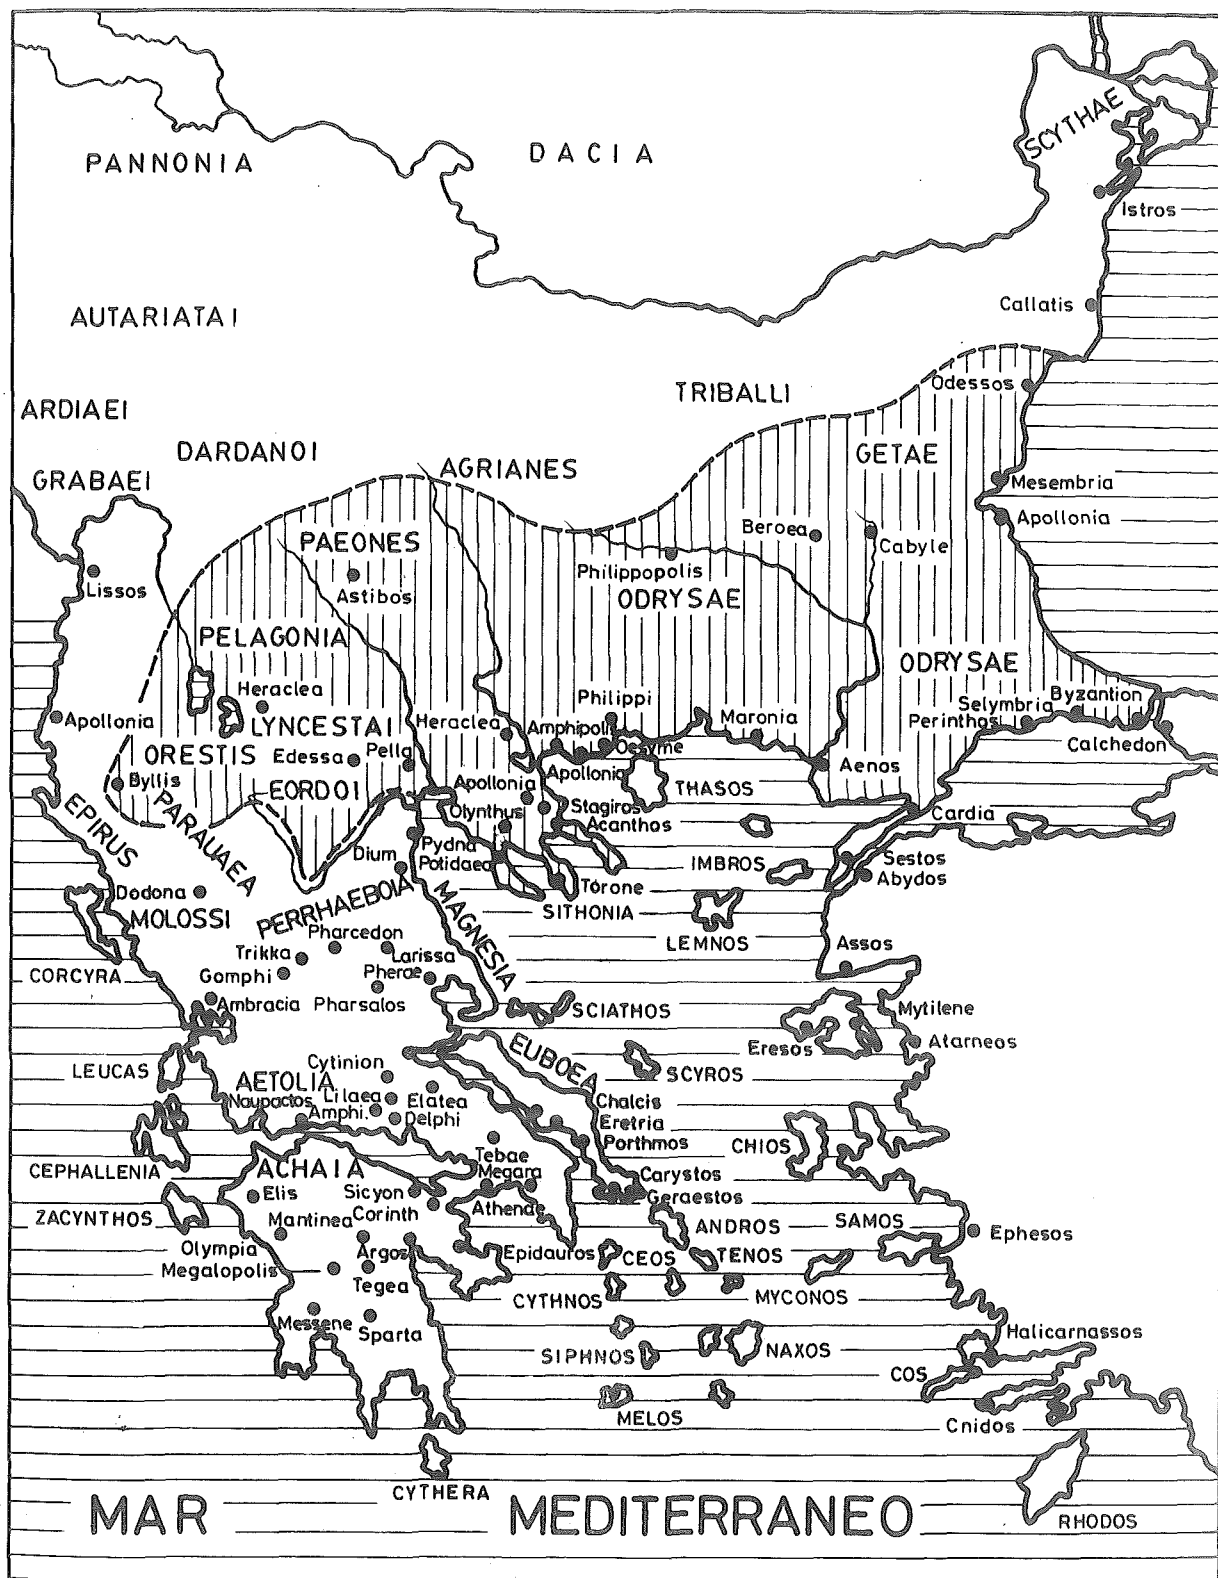 PANNONIA
DACIA
SCYTHAE
Istros
Callatis
AUTARIATAI
TRIBALLI
Odessos
ARDIAEI
DARDANOI
AGRIANES
GETAE
GRABAEI
Mesembria
PAEONES
Beroea
Apollonia
Cabyle
Lissos
Astibos
Philippopolis
ODRYSAE
PELAGONIA
ODRYSAE
Heraclea
Philippi
Byzantion
Selymbria
Apollonia
LYNCESTAI
Heraclea
Amphipolis
Maronia
Perinthos
Calchedon
ORESTIS
Edessa
Pella
Oesyme
Apollonia
Aenos
Byllis
EORDOI
Apollonia
THASOS
Olynthus
Stagiros
Acanthos
Cardia
EPIRUS
PARAUAEA
Pydna
Potidaea
Dium
IMBROS
Sestos
Abydos
Dodona
MOLOSSI
PERRHAEBOIA
MAGNESIA
Torone
SITHONIA
LEMNOS
Pharcedon
Trikka
Larissa
Assos
CORCYRA
Gomphi
Pherae
Ambracia
Pharsalos
SCIATHOS
Mytilene
Eresos
Atarneos
LEUCAS
Cytinion
EUBOEA
SCYROS
AETOLIA
Naupactos
Lilaea
Elatea
Amphi.
Delphi
Chalcis
Eretria
Porthmos
CHIOS
CEPHALLENIA
ACHAIA
Tebae
Megara
Carystos
Elis
Sicyon
Geraestos
ZACYNTHOS
Mantinea
Corinth
Athenae
ANDROS
SAMOS
Ephesos
Olympia
Argos
Epidauros
CEOS
TENOS
Megalopolis
Tegea
CYTHNOS
MYCONOS
Messene
Sparta
SIPHNOS
NAXOS
Halicarnassos
COS
MELOS
Cnidos
CYTHERA
MAR MEDITERRANEO
RHODOS